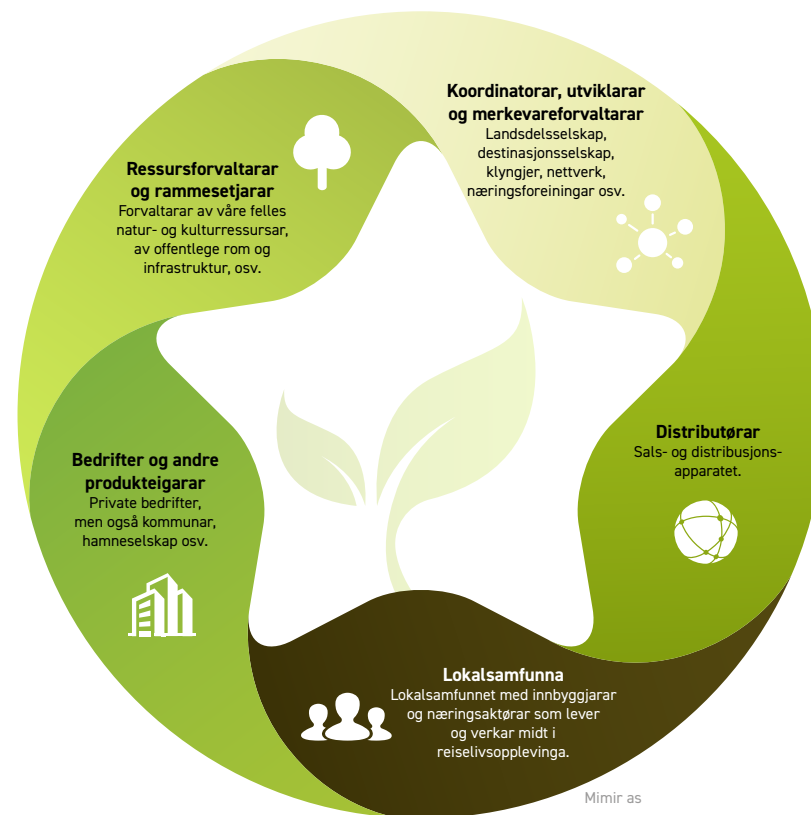 Koordinatorar, utviklarar
og merkevareforvaltarar
Landsdelsselskap,
destinasjonsselskap,
klyngjer, nettverk,
næringsforeiningar osv.
Ressursforvaltarar
og rammesetjarar
Forvaltarar av våre felles
natur- og kulturressursar,
av offentlege rom og
infrastruktur, osv.
Distributørar
Sals- og distribusjons-
apparatet.
Bedrifter og andre
produkteigarar
Private bedrifter,
men også kommunar,
hamneselskap osv.
Lokalsamfunna
Lokalsamfunnet med innbyggjarar
og næringsaktørar som lever
og verkar midt i
reiselivsopplevinga.
Mimir as